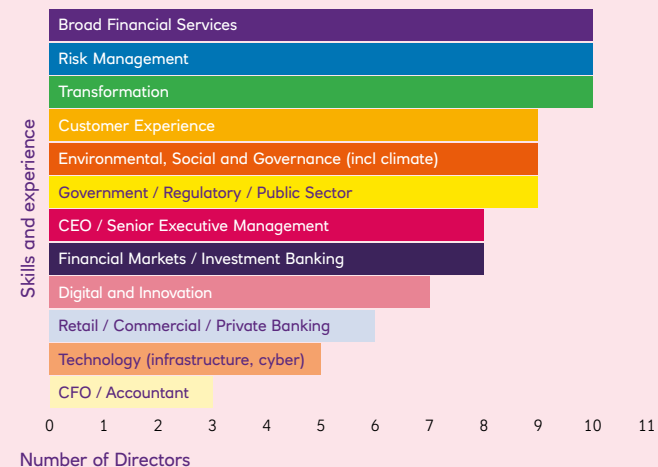 Skills and experience
Broad Financial Services
Risk Management
Transformation
Customer Experience
Environmental, Social and Governance (incl climate)
Government / Regulatory / Public Sector
CEO / Senior Executive Management
Financial Markets / Investment Banking
Digital and Innovation
Retail / Commercial / Private Banking
Technology (infrastructure, cyber)
CFO / Accountant
0 1 2 3 4 5 6 7 8 9 10 11
Number of Directors